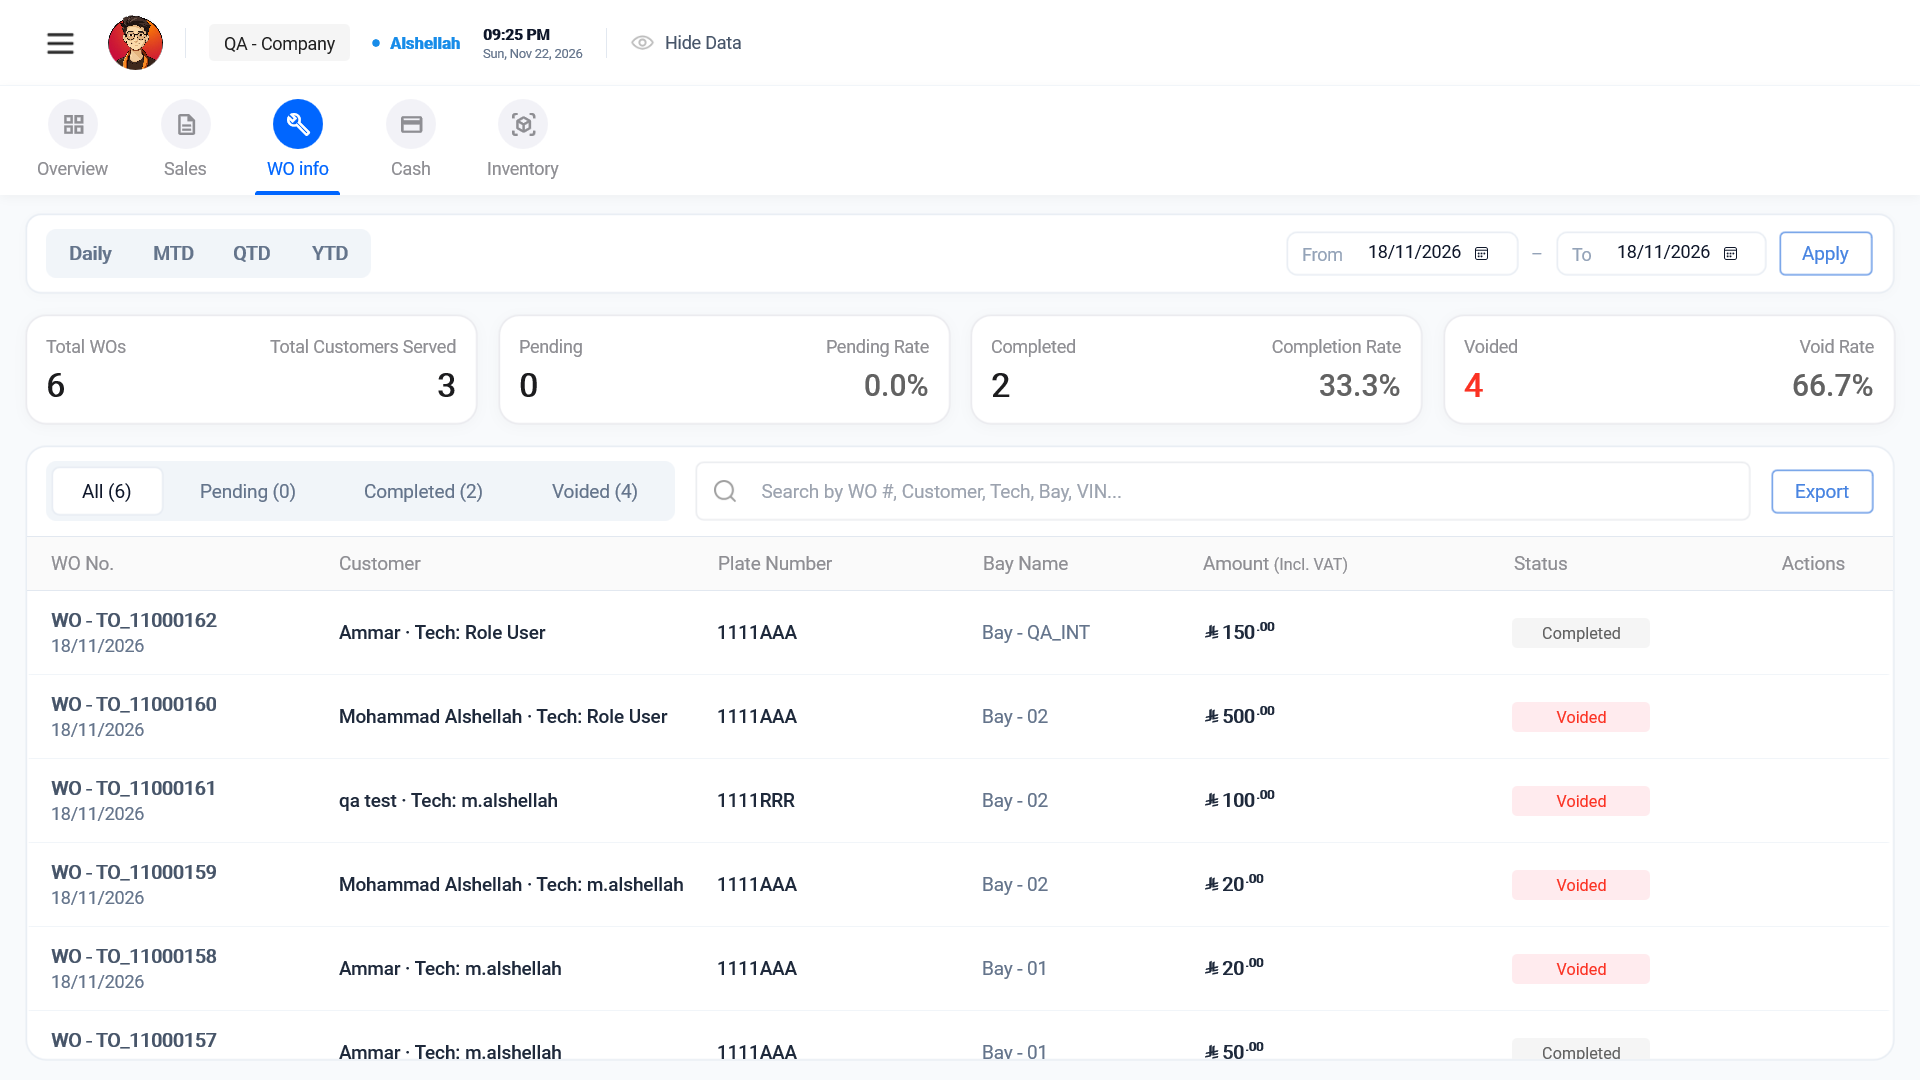 QA - Company
Alshellah
09:25 PM
Sun, Nov 22, 2026
Hide Data
Overview
Sales
WO info
Cash
Inventory
Daily MTD QTD YTD
From 18/11/2026 – To 18/11/2026 Apply
Total WOs Total Customers Served
6 3
Pending Pending Rate
0 0.0%
Completed Completion Rate
2 33.3%
Voided Void Rate
4 66.7%
All (6) Pending (0) Completed (2) Voided (4) Search by WO #, Customer, Tech, Bay, VIN... Export
WO No. Customer Plate Number Bay Name Amount (Incl. VAT) Status Actions
WO - TO_11000162
18/11/2026
Ammar · Tech: Role User 1111AAA Bay - QA_INT 150.00 Completed
WO - TO_11000160
18/11/2026
Mohammad Alshellah · Tech: Role User 1111AAA Bay - 02 500.00 Voided
WO - TO_11000161
18/11/2026
qa test · Tech: m.alshellah 1111RRR Bay - 02 100.00 Voided
WO - TO_11000159
18/11/2026
Mohammad Alshellah · Tech: m.alshellah 1111AAA Bay - 02 20.00 Voided
WO - TO_11000158
18/11/2026
Ammar · Tech: m.alshellah 1111AAA Bay - 01 20.00 Voided
WO - TO_11000157
Ammar · Tech: m.alshellah 1111AAA Bay - 01 50.00 Completed